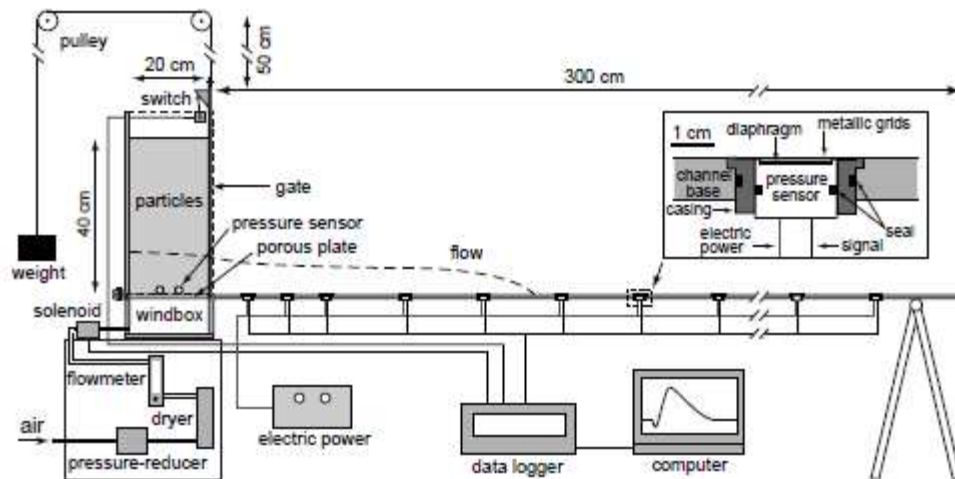 pulley
50 cm
20 cm
300 cm
switch
1 cm
diaphragm
metallic grids
channel
base
pressure
sensor
casing
seal
electric
power
signal
40 cm
particles
gate
pressure sensor
porous plate
flow
weight
solenoid
windbox
flowmeter
dryer
air
pressure-reducer
electric power
data logger
computer